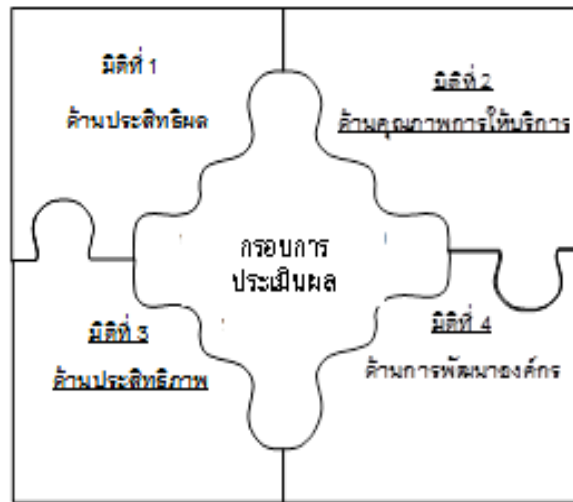 มิติที่ 1
ด้านประสิทธิผล
มิติที่ 2
ด้านคุณภาพการให้บริการ
กรอบการ
ประเมินผล
มิติที่ 3
ด้านประสิทธิภาพ
มิติที่ 4
ด้านการพัฒนาองค์กร